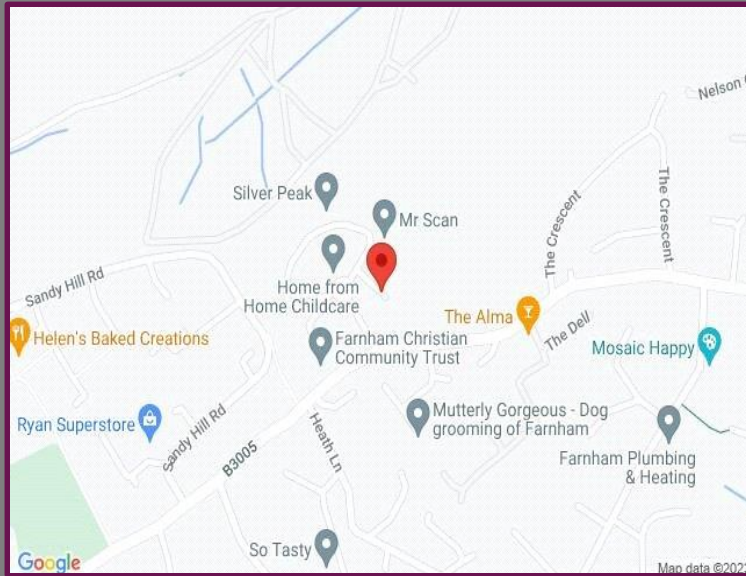 Nelson
The Crescent
The Crescent
Silver Peak
Mr Scan
Home from
Home Childcare
Sandy Hill Rd
The Alma
The Dell
Helen's Baked Creations
Farnham Christian
Community Trust
Mosaic Happy
Ryan Superstore
Sandy Hill Rd
Mutterly Gorgeous - Dog
grooming of Farnham
Heath Ln
B3005
Farnham Plumbing
& Heating
So Tasty
Google
Map data ©202